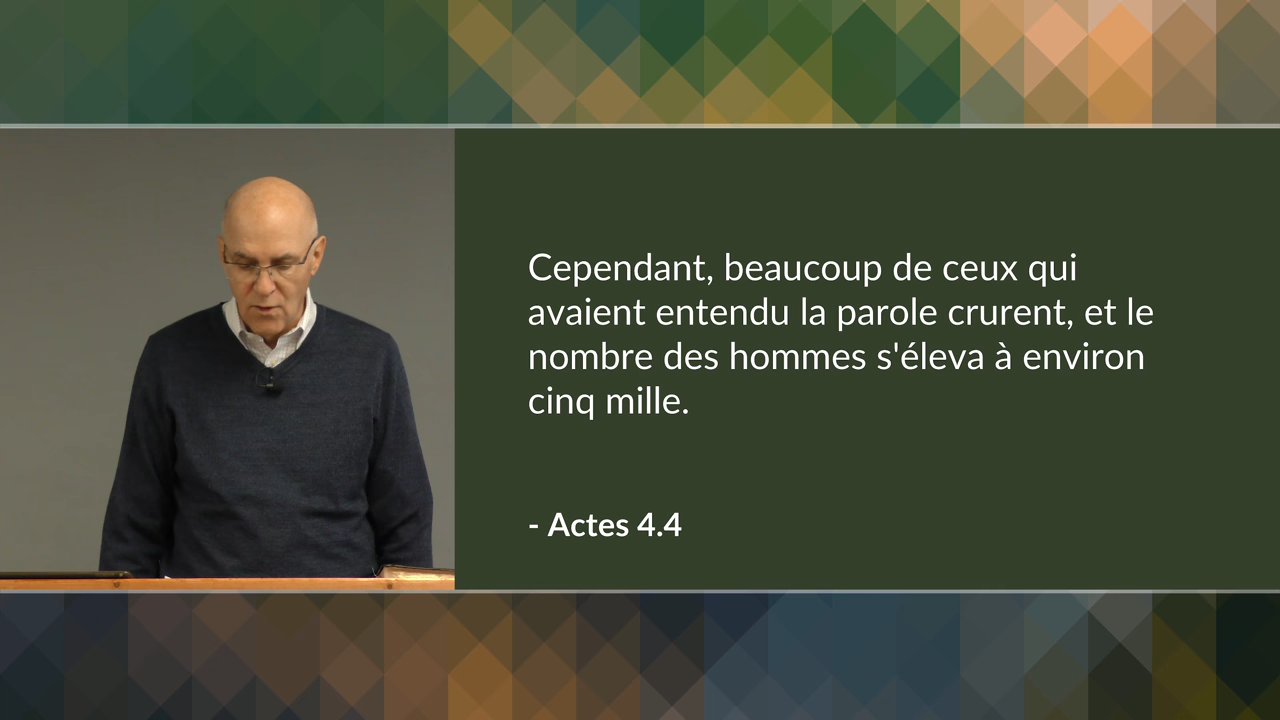 Cependant, beaucoup de ceux qui
avaient entendu la parole crurent, et le
nombre des hommes s'éleva à environ
cinq mille.
- Actes 4.4